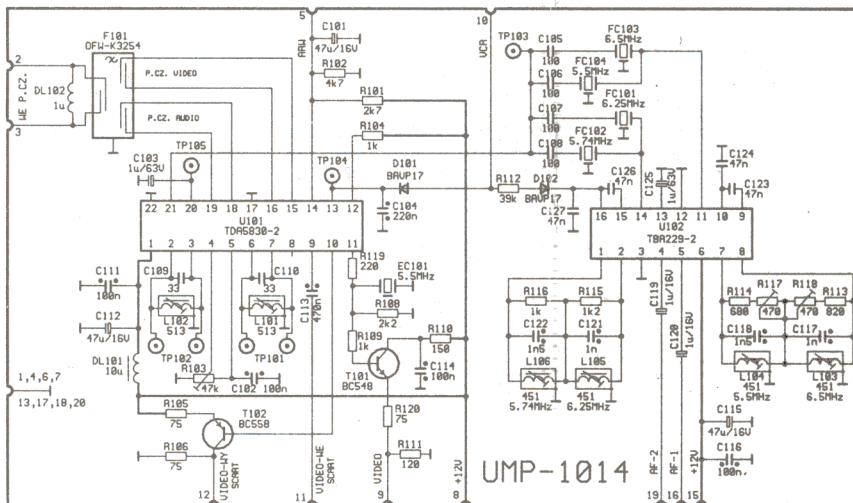 5
10
F101
OFW-K3254
C101
47u/16V
ARW
VCR
TP103
C105
100
FC103
6.5MHz
2
P.CZ. VIDEO
R102
4k7
C106
100
FC104
5.5MHz
DL102
1u
WE P.CZ.
R101
2k7
FC101
6.25MHz
P.CZ. AUDIO
C107
100
3
R104
1k
FC102
5.74MHz
C108
100
C103
1u/63V
TP105
TP104
D101
BAVP17
R112
39k
D102
BAVP17
C126
47n
C125
1u/63V
C124
47n
C123
47n
C104
220n
C127
47n
22 21 20 19 18 17 16 15 14 13 12
U101
TDA5830-2
1 2 3 4 5 6 7 8 9 10 11
16 15 14 13 12 11 10 9
U102
TBA229-2
1 2 3 4 5 6 7 8
R119
220
C111
100n
C109
33
C110
33
EC101
5.5MHz
C113
470n
L102
513
L101
513
R108
2k2
C112
47u/16V
R109
1k
R110
150
TP102
TP101
DL101
10u
R103
47k
C102 100n
T101
BC548
C114
100n
R116
1k
R115
1k2
C119
1u/16V
C120
1u/16V
R114
680
R117
470
R118
470
R113
820
C122
1n5
C121
1n
C118
1n5
C117
1n
L106
451
5.74MHz
L105
451
6.25MHz
L104
451
5.5MHz
L103
451
6.5MHz
1,4,6,7
13,17,18,20
R105
75
T102
BC558
R120
75
C115
47u/16V
R106
75
R111
120
C116
100n
UMP-1014
VIDEO-WY
SCART
VIDEO-WE
SCART
VIDEO
+12V
AF-2
AF-1
+12V
12
11
9
8
19
16
15